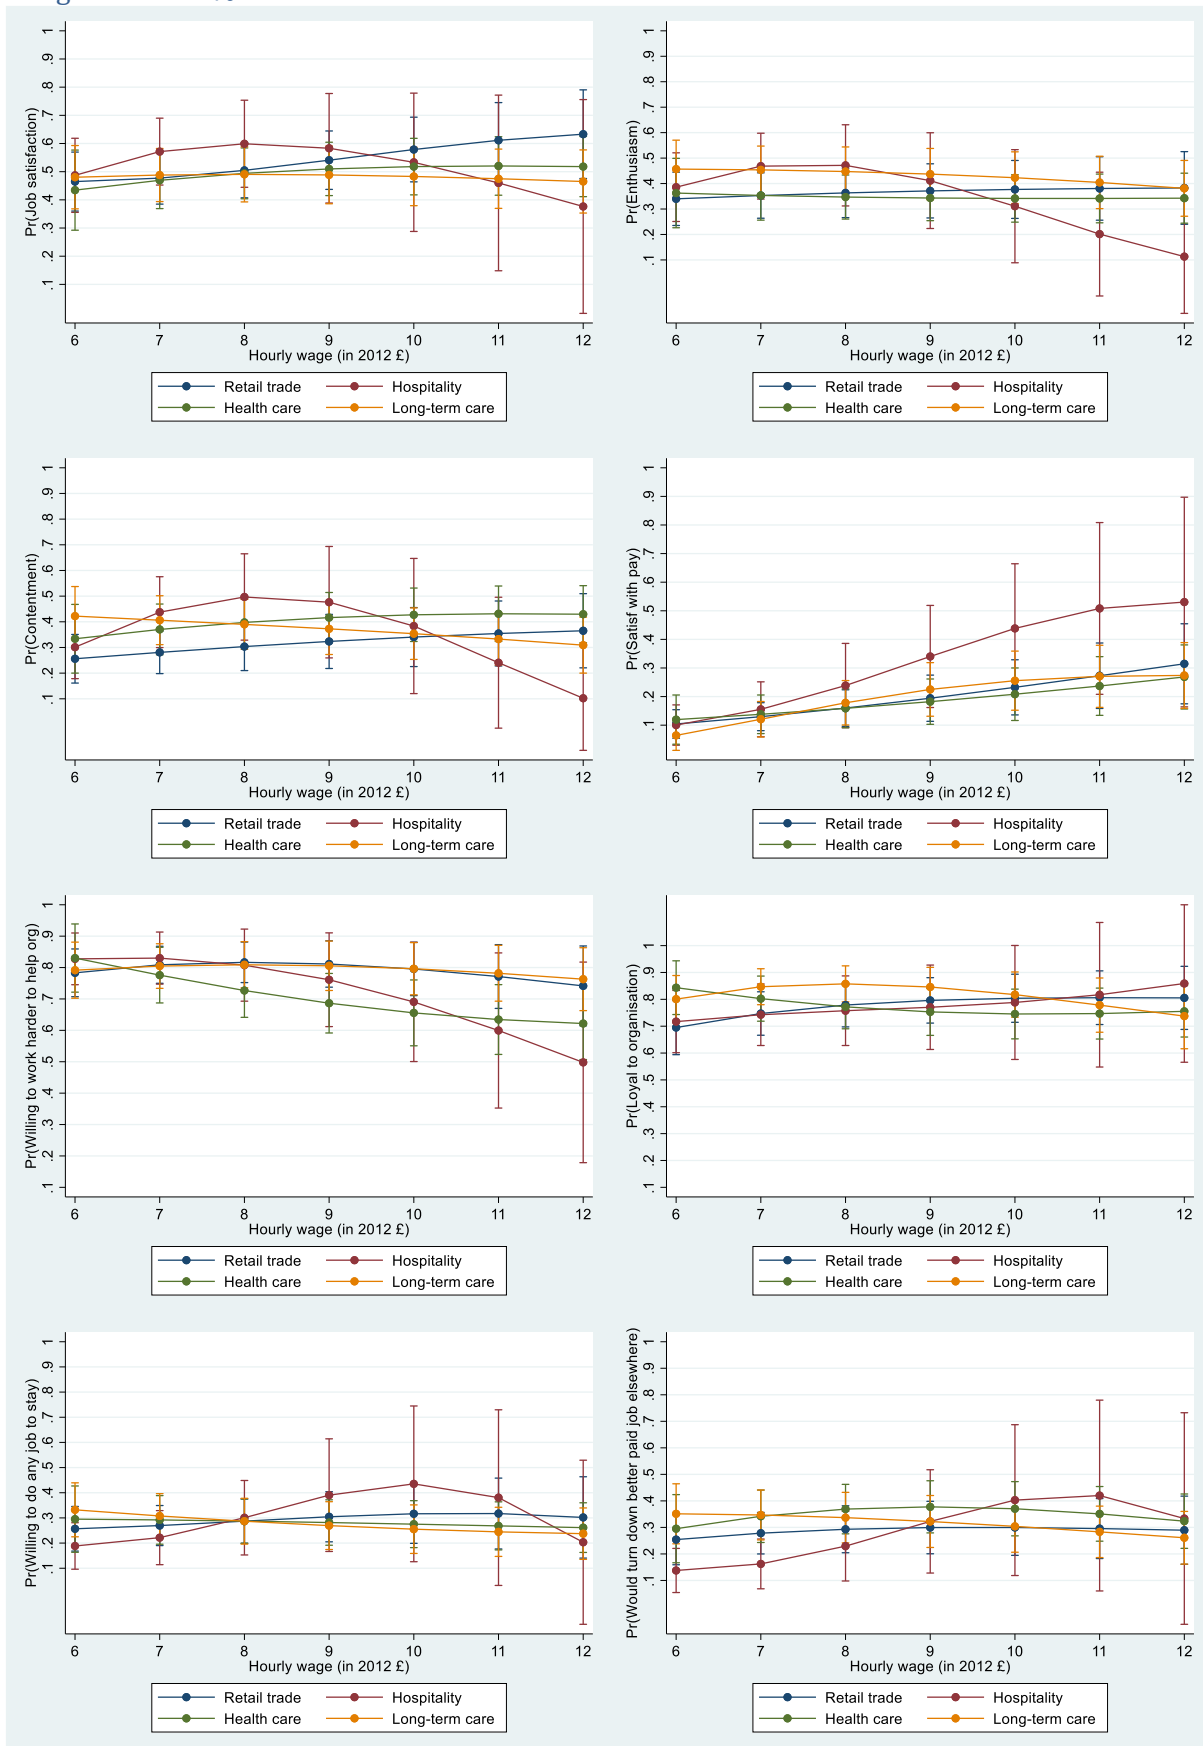 Pr(Job satisfaction)
1
.9
.8
.7
.6
.5
.4
.3
.2
.1
6 7 8 9 10 11 12
Hourly wage (in 2012 £)
Retail trade Hospitality
Health care Long-term care
Pr(Enthusiasm)
1
.9
.8
.7
.6
.5
.4
.3
.2
.1
6 7 8 9 10 11 12
Hourly wage (in 2012 £)
Retail trade Hospitality
Health care Long-term care
Pr(Contentment)
1
.9
.8
.7
.6
.5
.4
.3
.2
.1
6 7 8 9 10 11 12
Hourly wage (in 2012 £)
Retail trade Hospitality
Health care Long-term care
Pr(Satisf with pay)
1
.9
.8
.7
.6
.5
.4
.3
.2
.1
6 7 8 9 10 11 12
Hourly wage (in 2012 £)
Retail trade Hospitality
Health care Long-term care
Pr(Willing to work harder to help org)
1
.9
.8
.7
.6
.5
.4
.3
.2
.1
6 7 8 9 10 11 12
Hourly wage (in 2012 £)
Retail trade Hospitality
Health care Long-term care
Pr(Loyal to organisation)
1
.9
.8
.7
.6
.5
.4
.3
.2
.1
6 7 8 9 10 11 12
Hourly wage (in 2012 £)
Retail trade Hospitality
Health care Long-term care
Pr(Willing to do any job to stay)
1
.9
.8
.7
.6
.5
.4
.3
.2
.1
6 7 8 9 10 11 12
Hourly wage (in 2012 £)
Retail trade Hospitality
Health care Long-term care
Pr(Would turn down better paid job elsewhere)
1
.9
.8
.7
.6
.5
.4
.3
.2
.1
6 7 8 9 10 11 12
Hourly wage (in 2012 £)
Retail trade Hospitality
Health care Long-term care